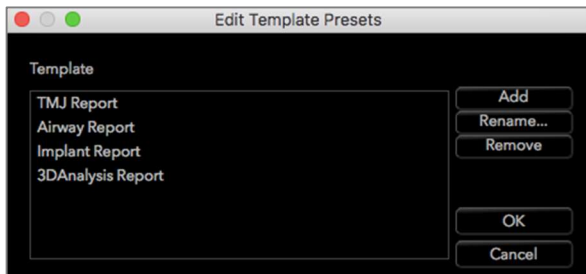 Edit Template Presets
Template
TMJ Report
Airway Report
Implant Report
3DAnalysis Report
Add
Rename...
Remove
OK
Cancel